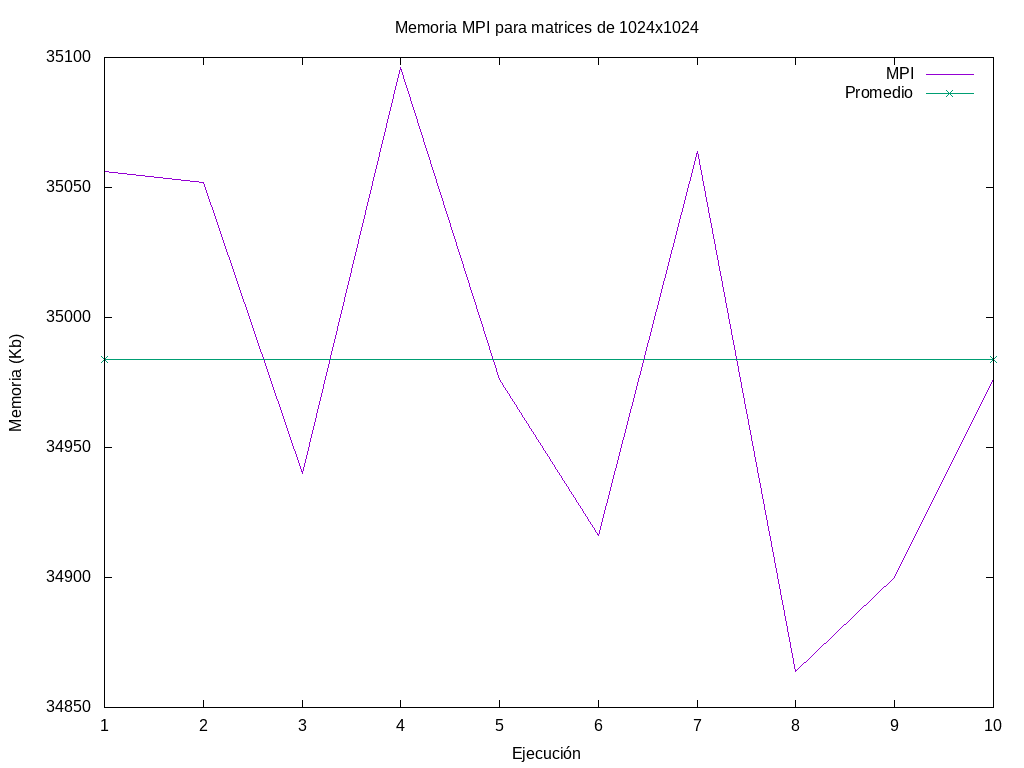 Memoria MPI para matrices de 1024x1024
MPI
Promedio
35100
35050
35000
34950
34900
34850
Memoria (Kb)
1 2 3 4 5 6 7 8 9 10
Ejecución